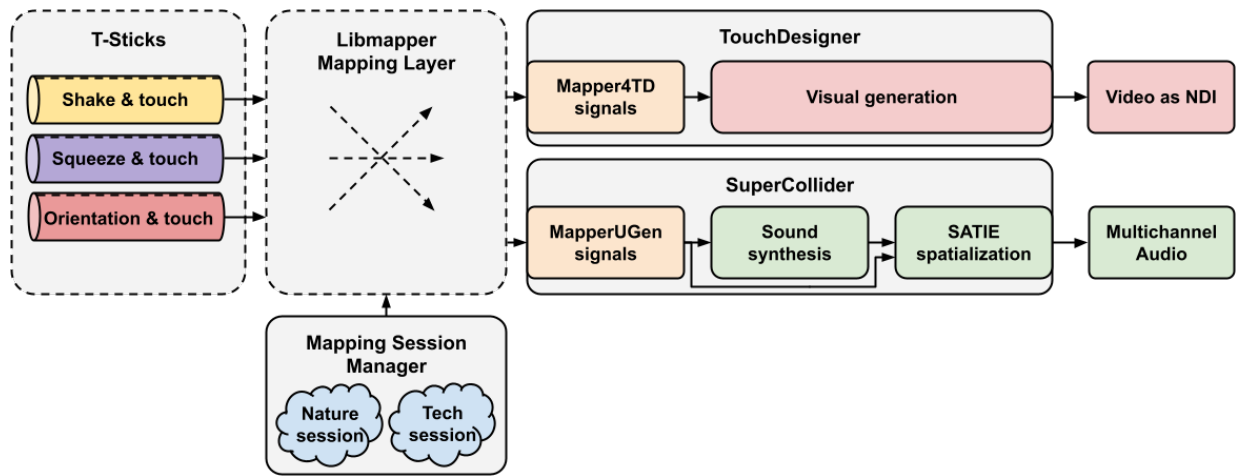 T-Sticks
Shake & touch
Squeeze & touch
Orientation & touch
Libmapper
Mapping Layer
Mapping Session
Manager
Nature
session
Tech
session
TouchDesigner
Mapper4TD
signals
Visual generation
Video as NDI
SuperCollider
MapperUGen
signals
Sound
synthesis
SATIE
spatialization
Multichannel
Audio